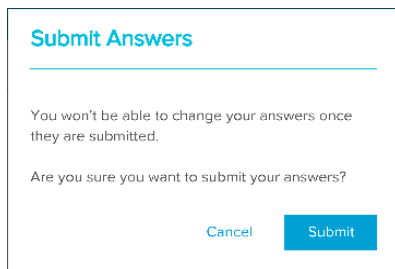 Submit Answers
You won't be able to change your answers once
they are submitted.
Are you sure you want to submit your answers?
Cancel
Submit